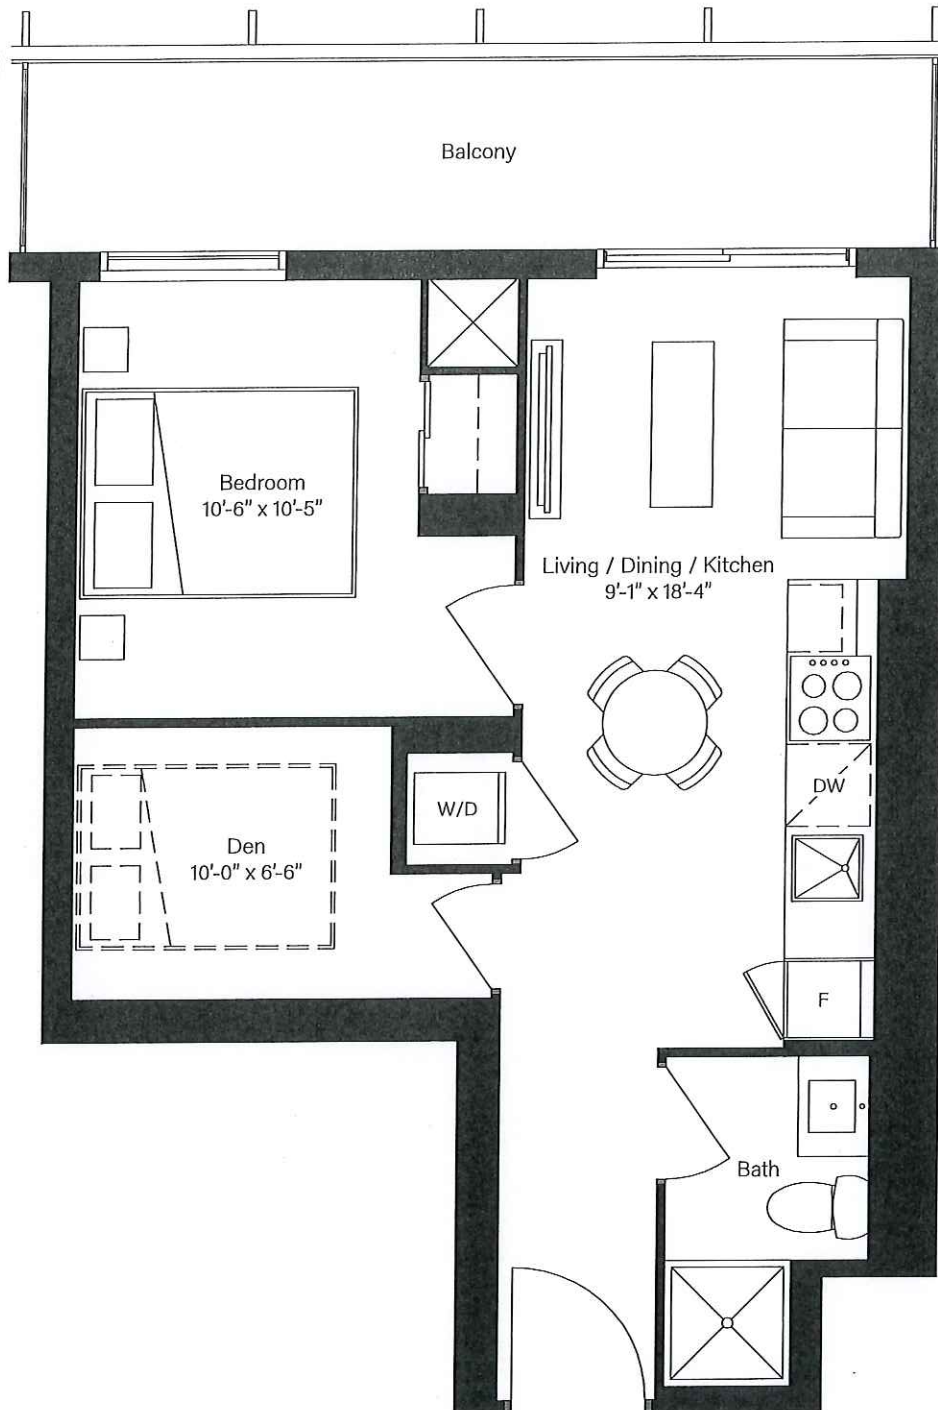 Balcony
Bedroom
10'-6" x 10'-5"
Living / Dining / Kitchen
9'-1" x 18'-4"
DW
W/D
Den
10'-0" x 6'-6"
F
Bath